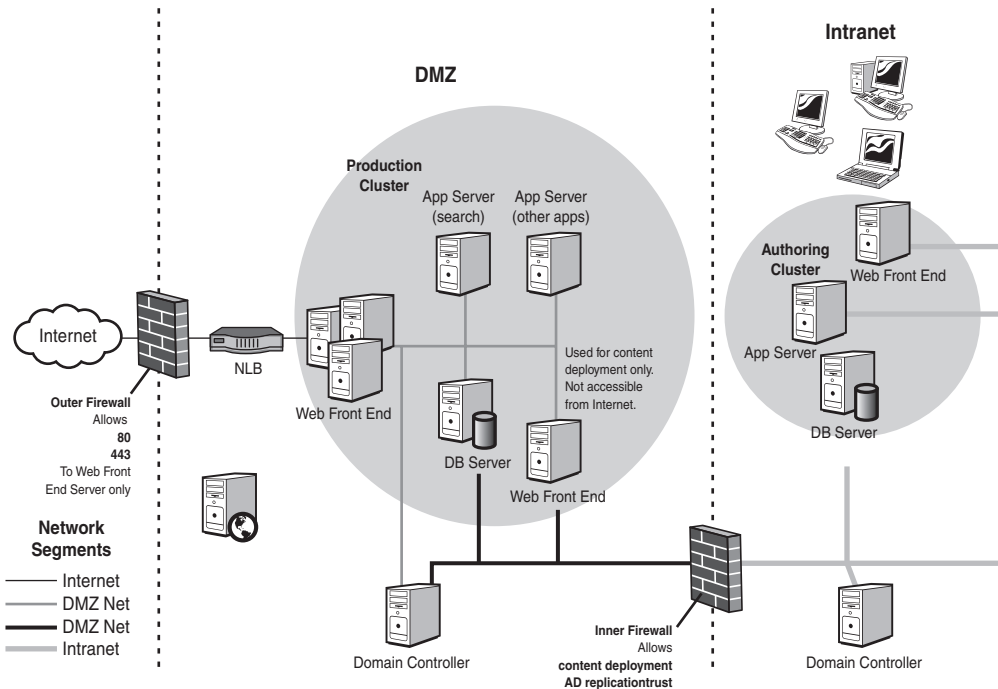 Intranet
DMZ
Production
Cluster
App Server
(search)
App Server
(other apps)
Authoring
Cluster
Web Front End
Internet
NLB
App Server
Used for content
deployment only.
Not accessible
from Internet.
Outer Firewall
Allows
80
443
To Web Front
End Server only
Web Front End
DB Server
DB Server
Web Front End
Network
Segments
Internet
DMZ Net
DMZ Net
Intranet
Domain Controller
Inner Firewall
Allows
content deployment
AD replicationtrust
Domain Controller